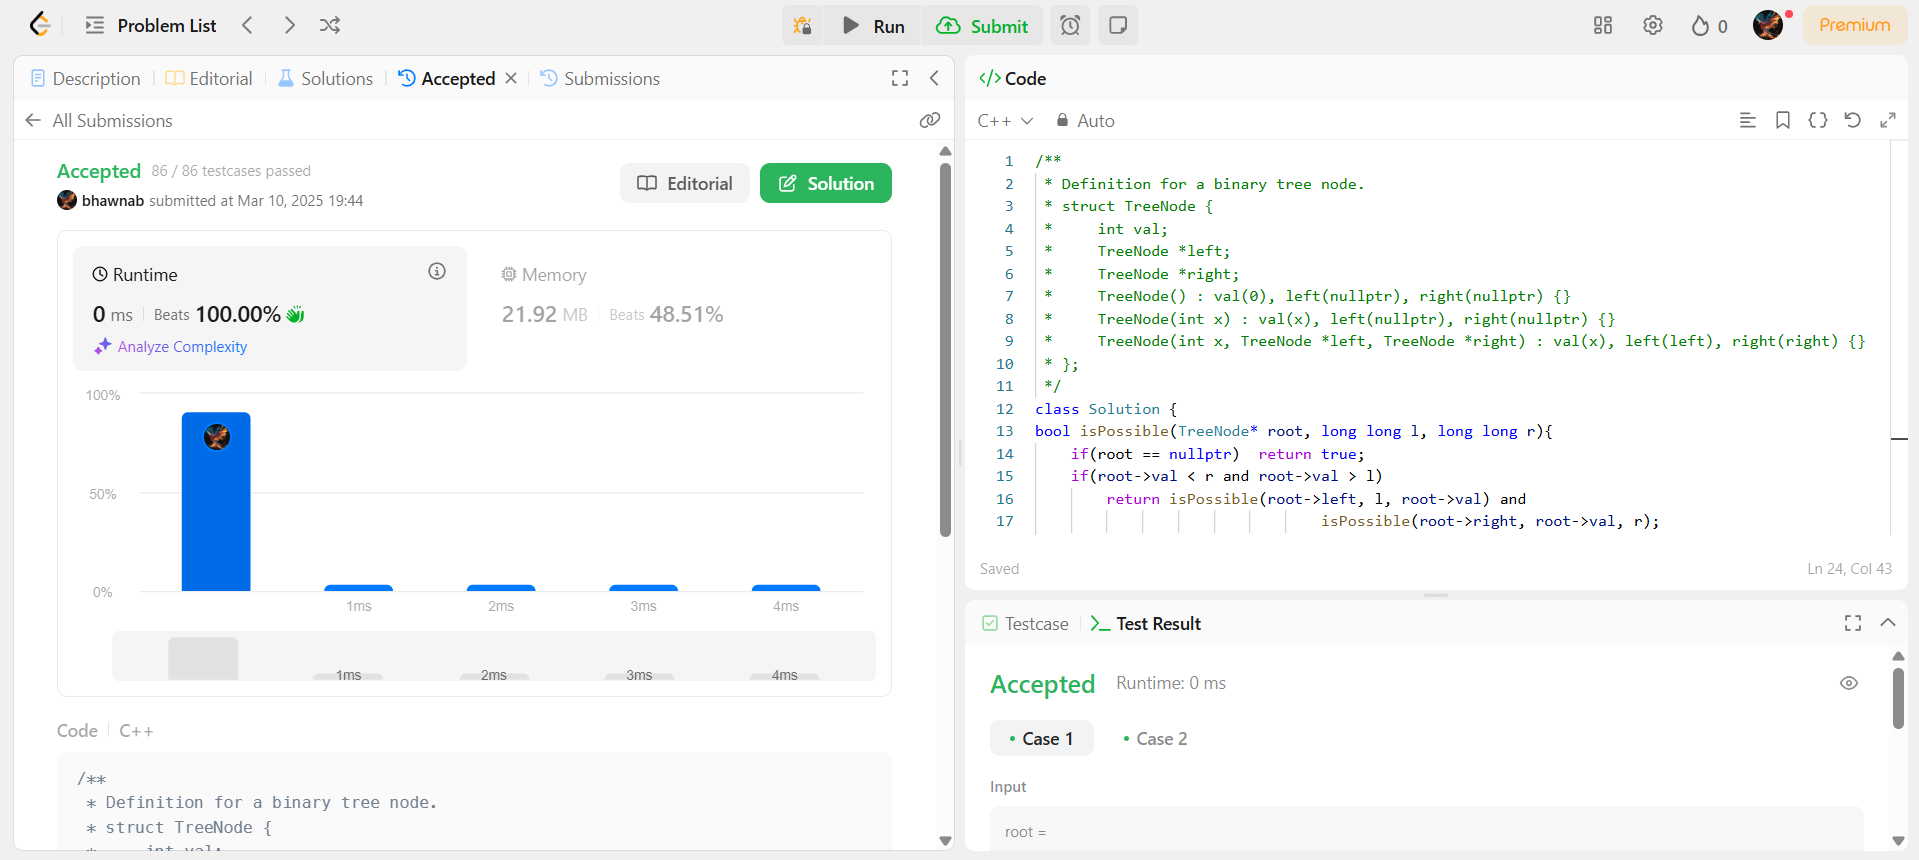 Problem List
Run
Submit
0
Premium
Description
Editorial
Solutions
Accepted
Submissions
All Submissions
Accepted 86 / 86 testcases passed
bhawnab submitted at Mar 10, 2025 19:44
Editorial
Solution
Runtime
0 ms
Beats 100.00%
Analyze Complexity
Memory
21.92 MB
Beats 48.51%
100%
50%
0%
1ms
2ms
3ms
4ms
1ms
2ms
3ms
4ms
Code
C++
/**
* Definition for a binary tree node.
* struct TreeNode {
* int val;
Code
C++
Auto
1 /**
2 * Definition for a binary tree node.
3 * struct TreeNode {
4 *     int val;
5 *     TreeNode *left;
6 *     TreeNode *right;
7 *     TreeNode() : val(0), left(nullptr), right(nullptr) {}
8 *     TreeNode(int x) : val(x), left(nullptr), right(nullptr) {}
9 *     TreeNode(int x, TreeNode *left, TreeNode *right) : val(x), left(left), right(right) {}
10 * };
11 */
12 class Solution {
13 bool isPossible(TreeNode* root, long long l, long long r){
14     if(root == nullptr)  return true;
15     if(root->val < r and root->val > l)
16         return isPossible(root->left, l, root->val) and
17                                 isPossible(root->right, root->val, r);
Saved
Ln 24, Col 43
Testcase
Test Result
Accepted
Runtime: 0 ms
Case 1
Case 2
Input
root =